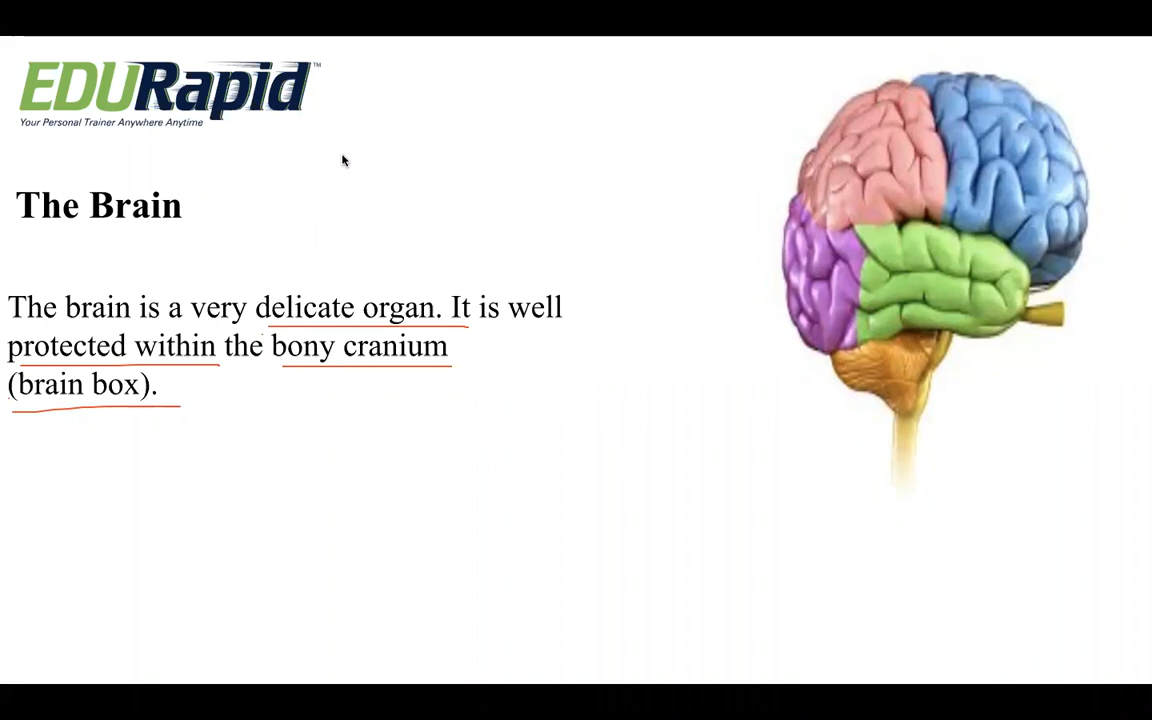 EDURapid™
Your Personal Trainer Anywhere Anytime
The Brain
The brain is a very delicate organ. It is well
protected within the bony cranium
(brain box).